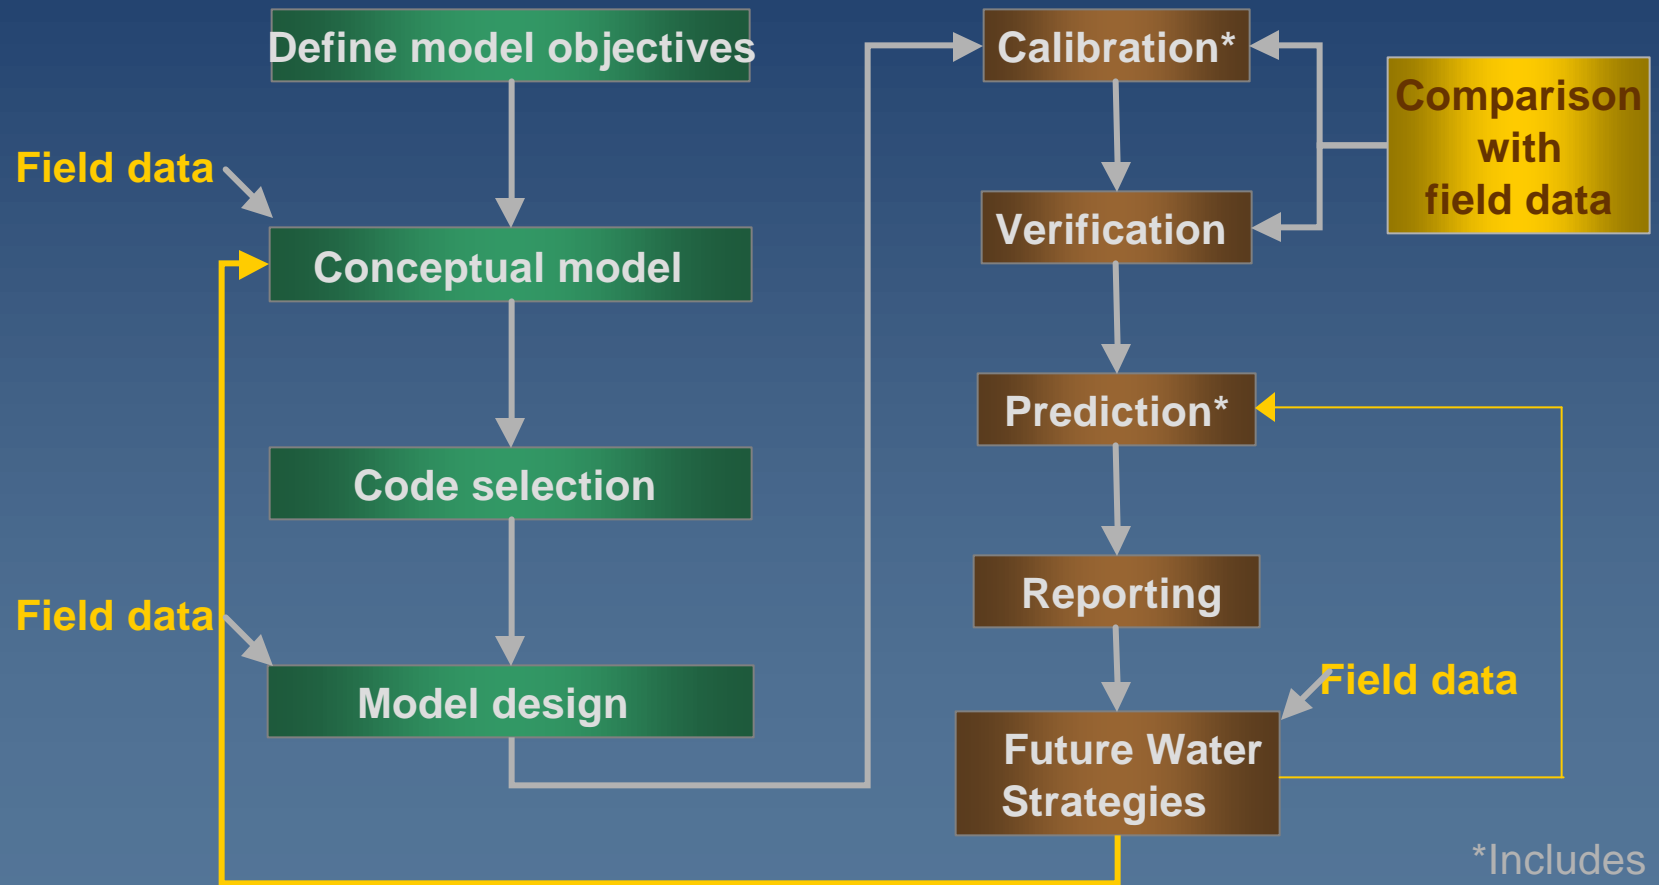 Define model objectives
Field data
Conceptual model
Code selection
Field data
Model design
Calibration*
Comparison
with
field data
Verification
Prediction*
Reporting
Field data
Future Water
Strategies
*Includes